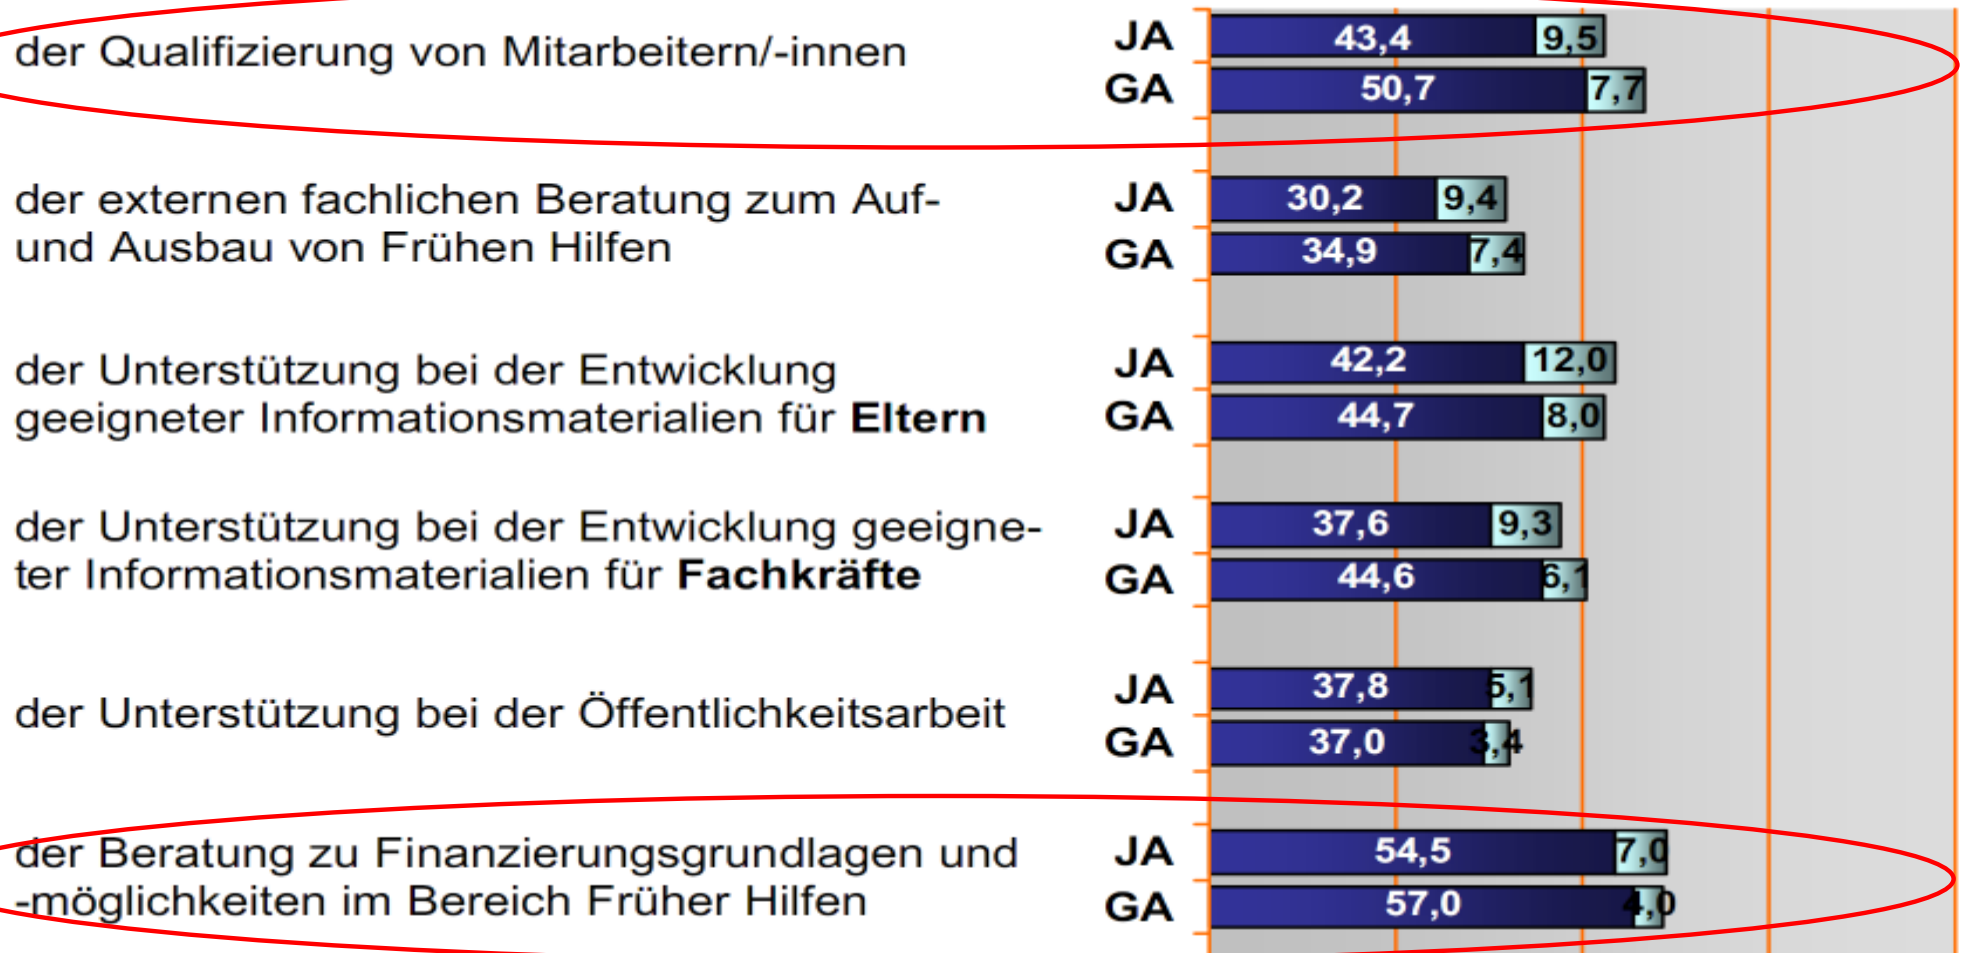 der Qualifizierung von Mitarbeitern/-innen
JA 43,4 9,5
GA 50,7 7,7
der externen fachlichen Beratung zum Auf-
und Ausbau von Frühen Hilfen
JA 30,2 9,4
GA 34,9 7,4
der Unterstützung bei der Entwicklung
geeigneter Informationsmaterialien für Eltern
JA 42,2 12,0
GA 44,7 8,0
der Unterstützung bei der Entwicklung geeigne-
ter Informationsmaterialien für Fachkräfte
JA 37,6 9,3
GA 44,6 6,1
der Unterstützung bei der Öffentlichkeitsarbeit
JA 37,8 5,1
GA 37,0 3,4
der Beratung zu Finanzierungsgrundlagen und
-möglichkeiten im Bereich Früher Hilfen
JA 54,5 7,0
GA 57,0 4,0